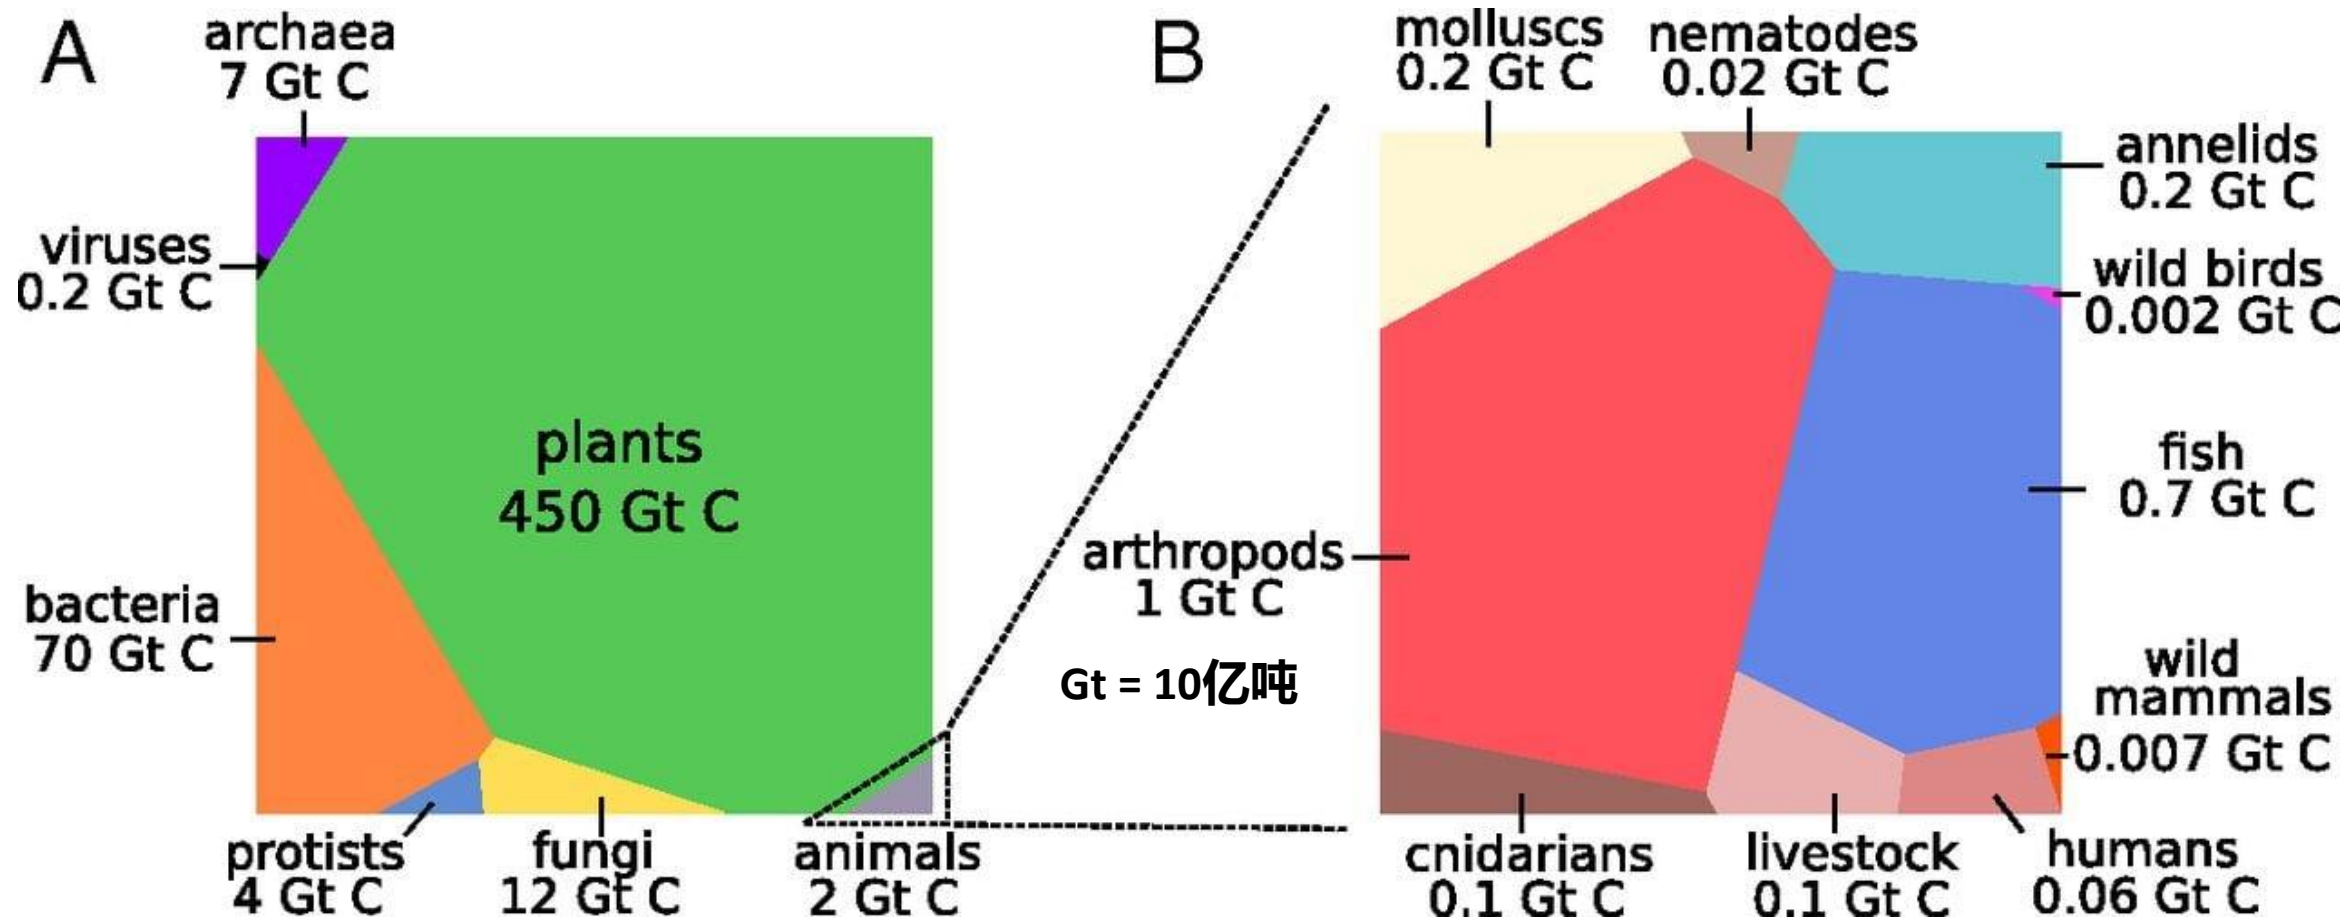 A
archaea
7 Gt C
viruses
0.2 Gt C
plants
450 Gt C
bacteria
70 Gt C
protists
4 Gt C
fungi
12 Gt C
animals
2 Gt C
B
molluscs
0.2 Gt C
nematodes
0.02 Gt C
annelids
0.2 Gt C
wild birds
0.002 Gt C
fish
0.7 Gt C
arthropods
1 Gt C
Gt = 10亿吨
wild
mammals
0.007 Gt C
cnidarians
0.1 Gt C
livestock
0.1 Gt C
humans
0.06 Gt C